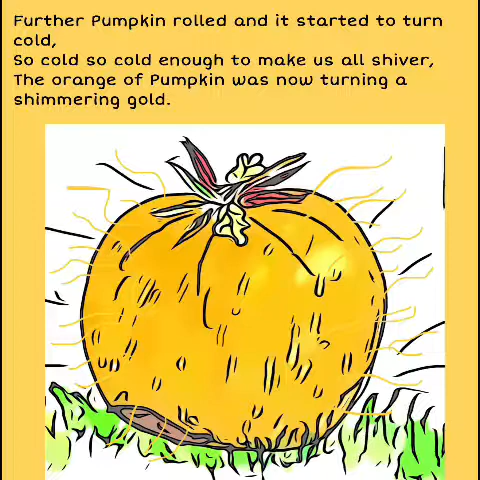 Further Pumpkin rolled and it started to turn
cold,
So cold so cold enough to make us all shiver,
The orange of Pumpkin was now turning a
shimmering gold.